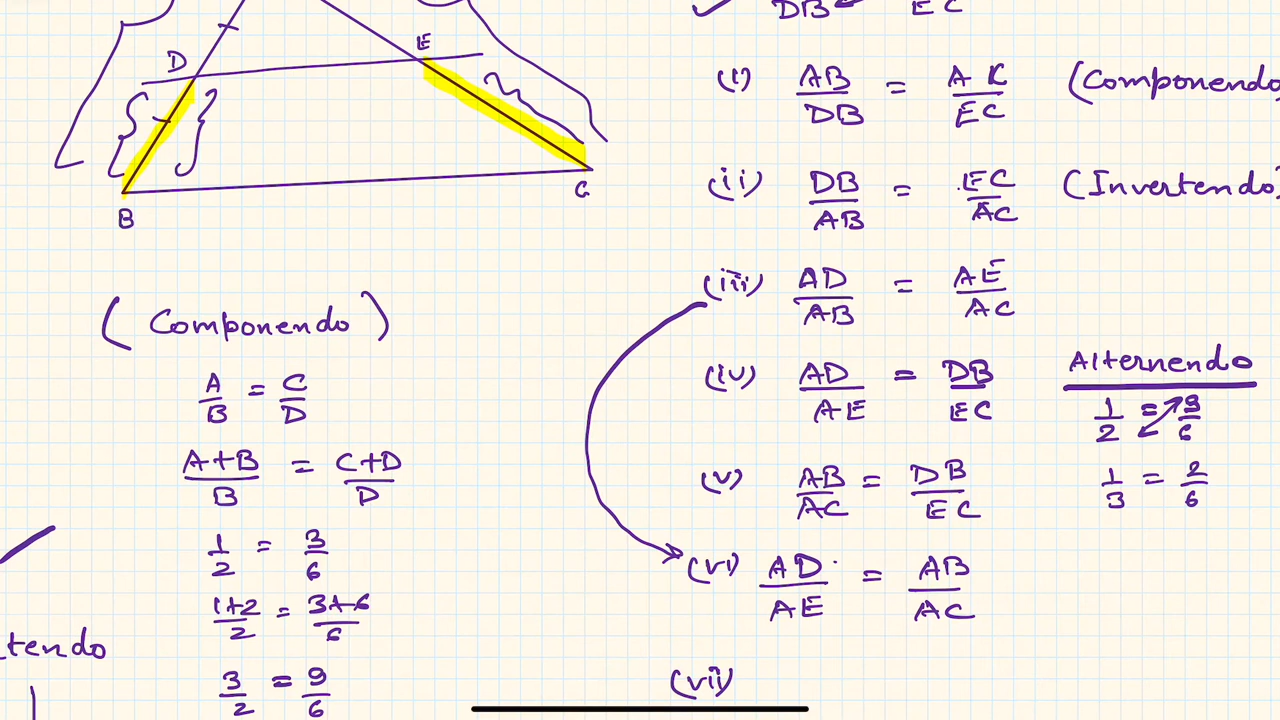 DB EC
E
D
(i) AB/DB = AC/EC (Componendo
B C
(ii) DB/AB = EC/AC (Invertendo)
(iii) AD/AB = AE/AC
(Componendo)
A/B = C/D
(iv) AD/AE = DB/EC
Alternendo
1/2 = 3/6
A+B/B = C+D/D
(v) AB/AC = DB/EC
1/3 = 2/6
1/2 = 3/6
(vi) AD/AE = AB/AC
1+2/2 = 3+6/6
tendo
3/2 = 9/6
(vii)